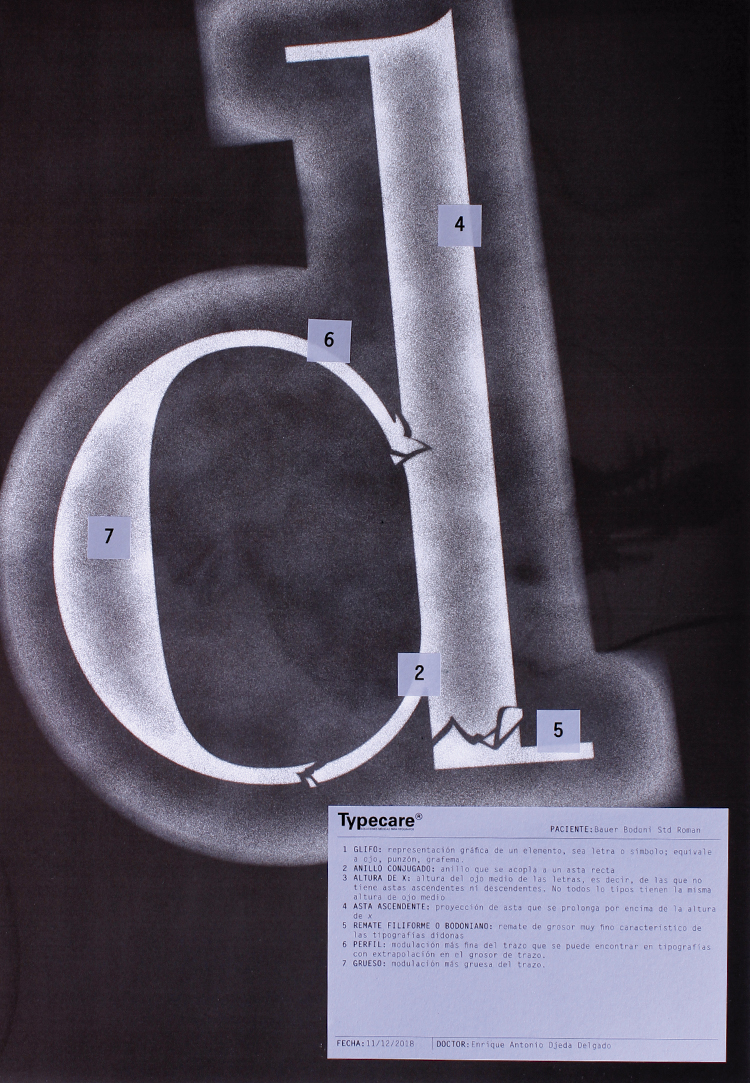 d
4
6
7
2
5
Typecare®
PACIENTE:Bauer Bodoni Std Roman
1 GLIFO: representación gráfica de un elemento, sea letra o símbolo; equivale
a ojo, punzón, grafema.
2 ANILLO CONJUGADO: anillo que se acopla a un asta recta
3 ALTURA DE X: altura del ojo medio de las letras, es decir, de las que no
tiene astas ascendentes ni descendentes. No todos lo tipos tienen la misma
altura de ojo medio
4 ASTA ASCENDENTE: proyección de asta que se prolonga por encima de la altura
de x
5 REMATE FILIFORME O BODONIANO: remate de grosor muy fino característico de
las tipografías didonas
6 PERFIL: modulación más fina del trazo que se puede encontrar en tipografías
con extrapolación en el grosor de trazo.
7 GRUESO: modulación más gruesa del trazo.
FECHA:11/12/2018
DOCTOR:Enrique Antonio Ojeda Delgado